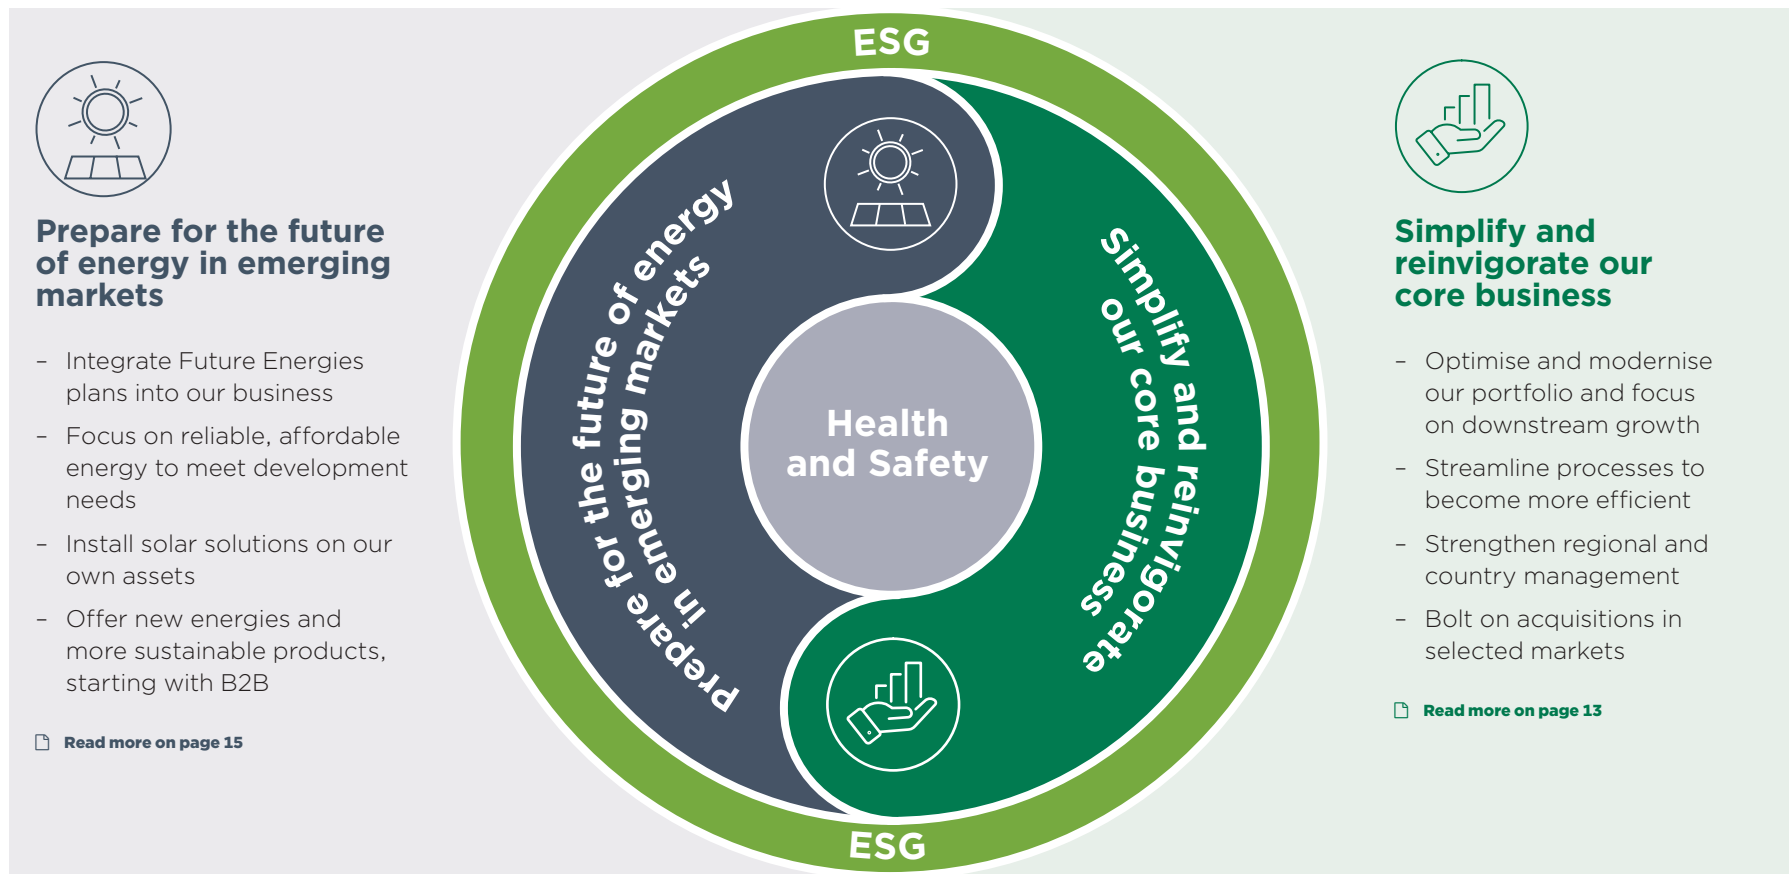 Prepare for the future
of energy in emerging
markets
– Integrate Future Energies
plans into our business
– Focus on reliable, affordable
energy to meet development
needs
– Install solar solutions on our
own assets
– Offer new energies and
more sustainable products,
starting with B2B
Read more on page 15
ESG
Prepare for the future of energy
in emerging markets
Health
and Safety
Simplify and reinvigorate
our core business
ESG
Simplify and
reinvigorate our
core business
– Optimise and modernise
our portfolio and focus
on downstream growth
– Streamline processes to
become more efficient
– Strengthen regional and
country management
– Bolt on acquisitions in
selected markets
Read more on page 13